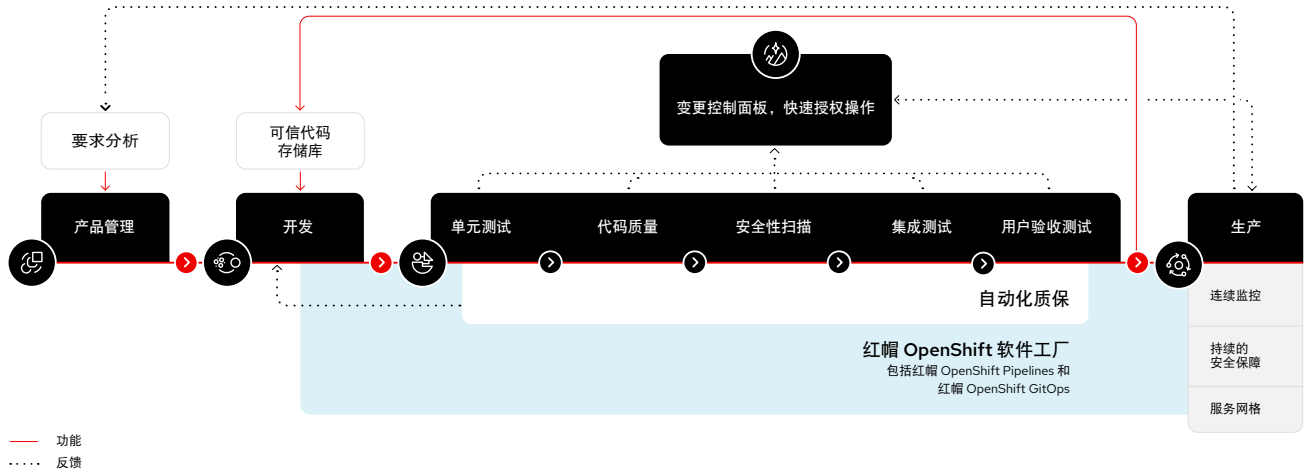 变更控制面板，快速授权操作
要求分析
可信代码
存储库
产品管理
开发
单元测试
代码质量
安全性扫描
集成测试
用户验收测试
生产
自动化质保
连续监控
红帽 OpenShift 软件工厂
包括红帽 OpenShift Pipelines 和
红帽 OpenShift GitOps
持续的
安全保障
服务网格
功能
反馈